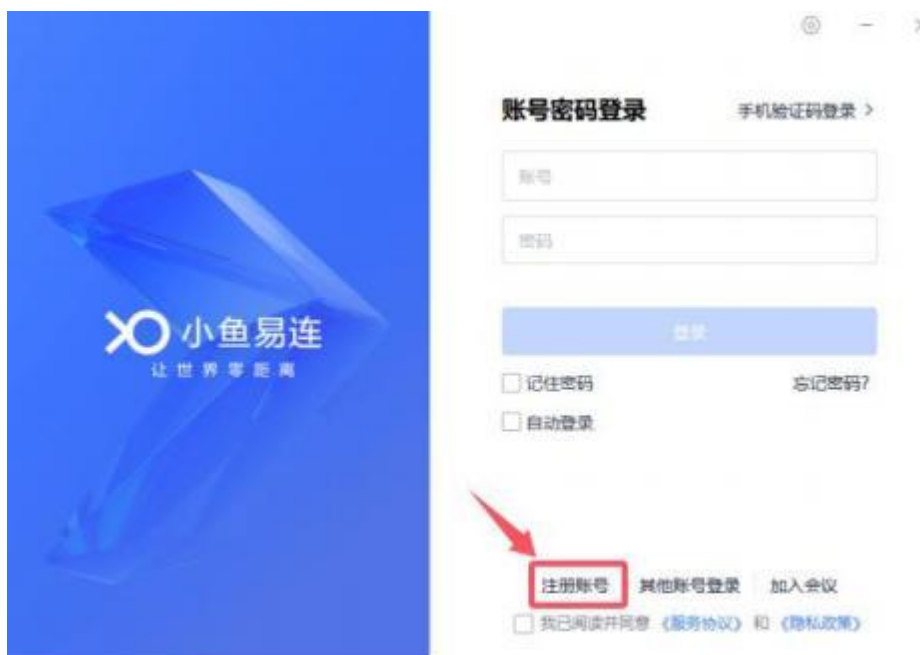 小鱼易连
让世界零距离
账号密码登录 手机验证码登录 >
账号
密码
登录
记住密码 忘记密码?
自动登录
注册账号 其他账号登录 加入会议
我已阅读并同意《服务协议》和《隐私政策》